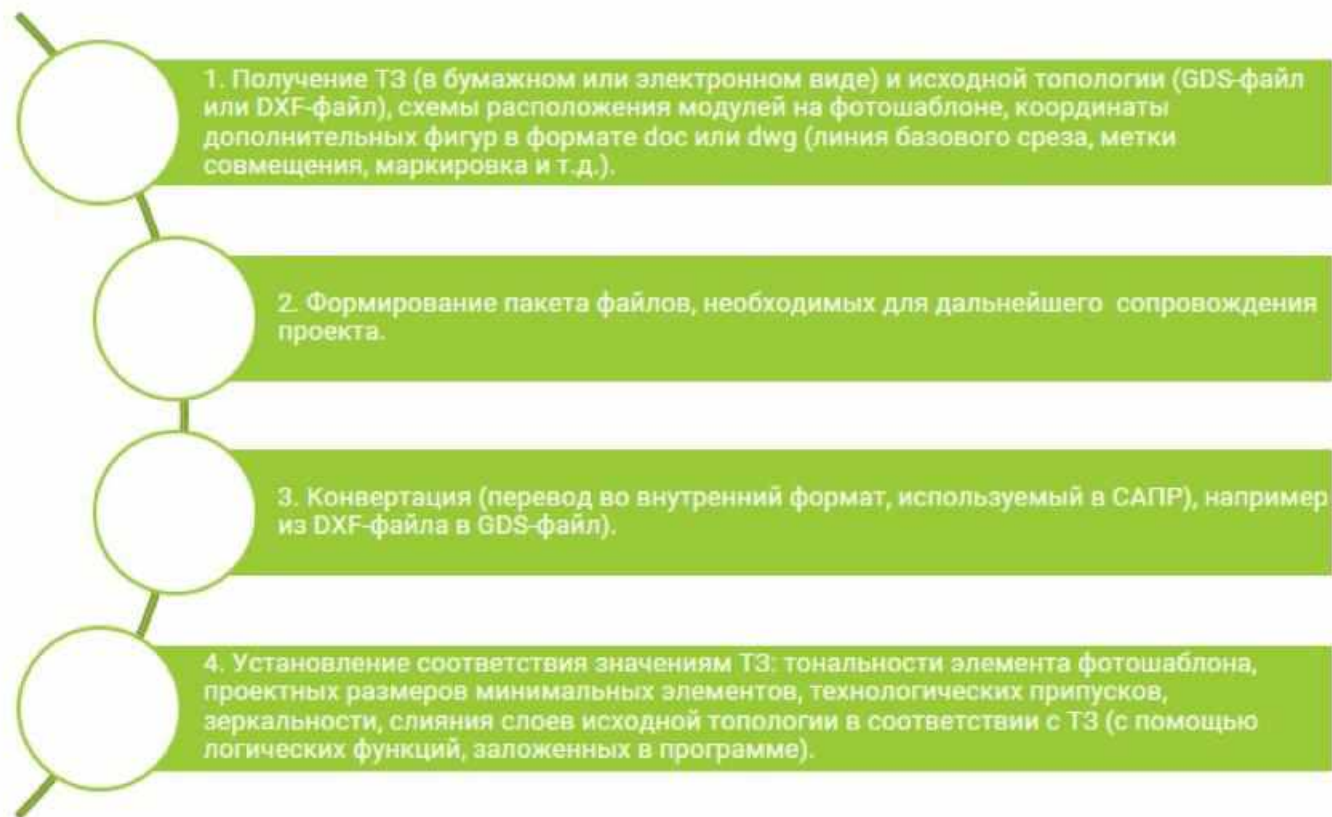 1. Получение ТЗ (в бумажном или электронном виде) и исходной топологии (GDS-файл
или DXF-файл), схемы расположения модулей на фотошаблоне, координаты
дополнительных фигур в формате doc или dwg (линия базового среза, метки
совмещения, маркировка и т.д.).
2. Формирование пакета файлов, необходимых для дальнейшего сопровождения
проекта.
3. Конвертация (перевод во внутренний формат, используемый в САПР), например
из DXF-файла в GDS-файл).
4. Установление соответствия значениям ТЗ: тональности элемента фотошаблона,
проектных размеров минимальных элементов, технологических припусков,
зеркальности, слияния слоев исходной топологии в соответствии с ТЗ (с помощью
логических функций, заложенных в программе).